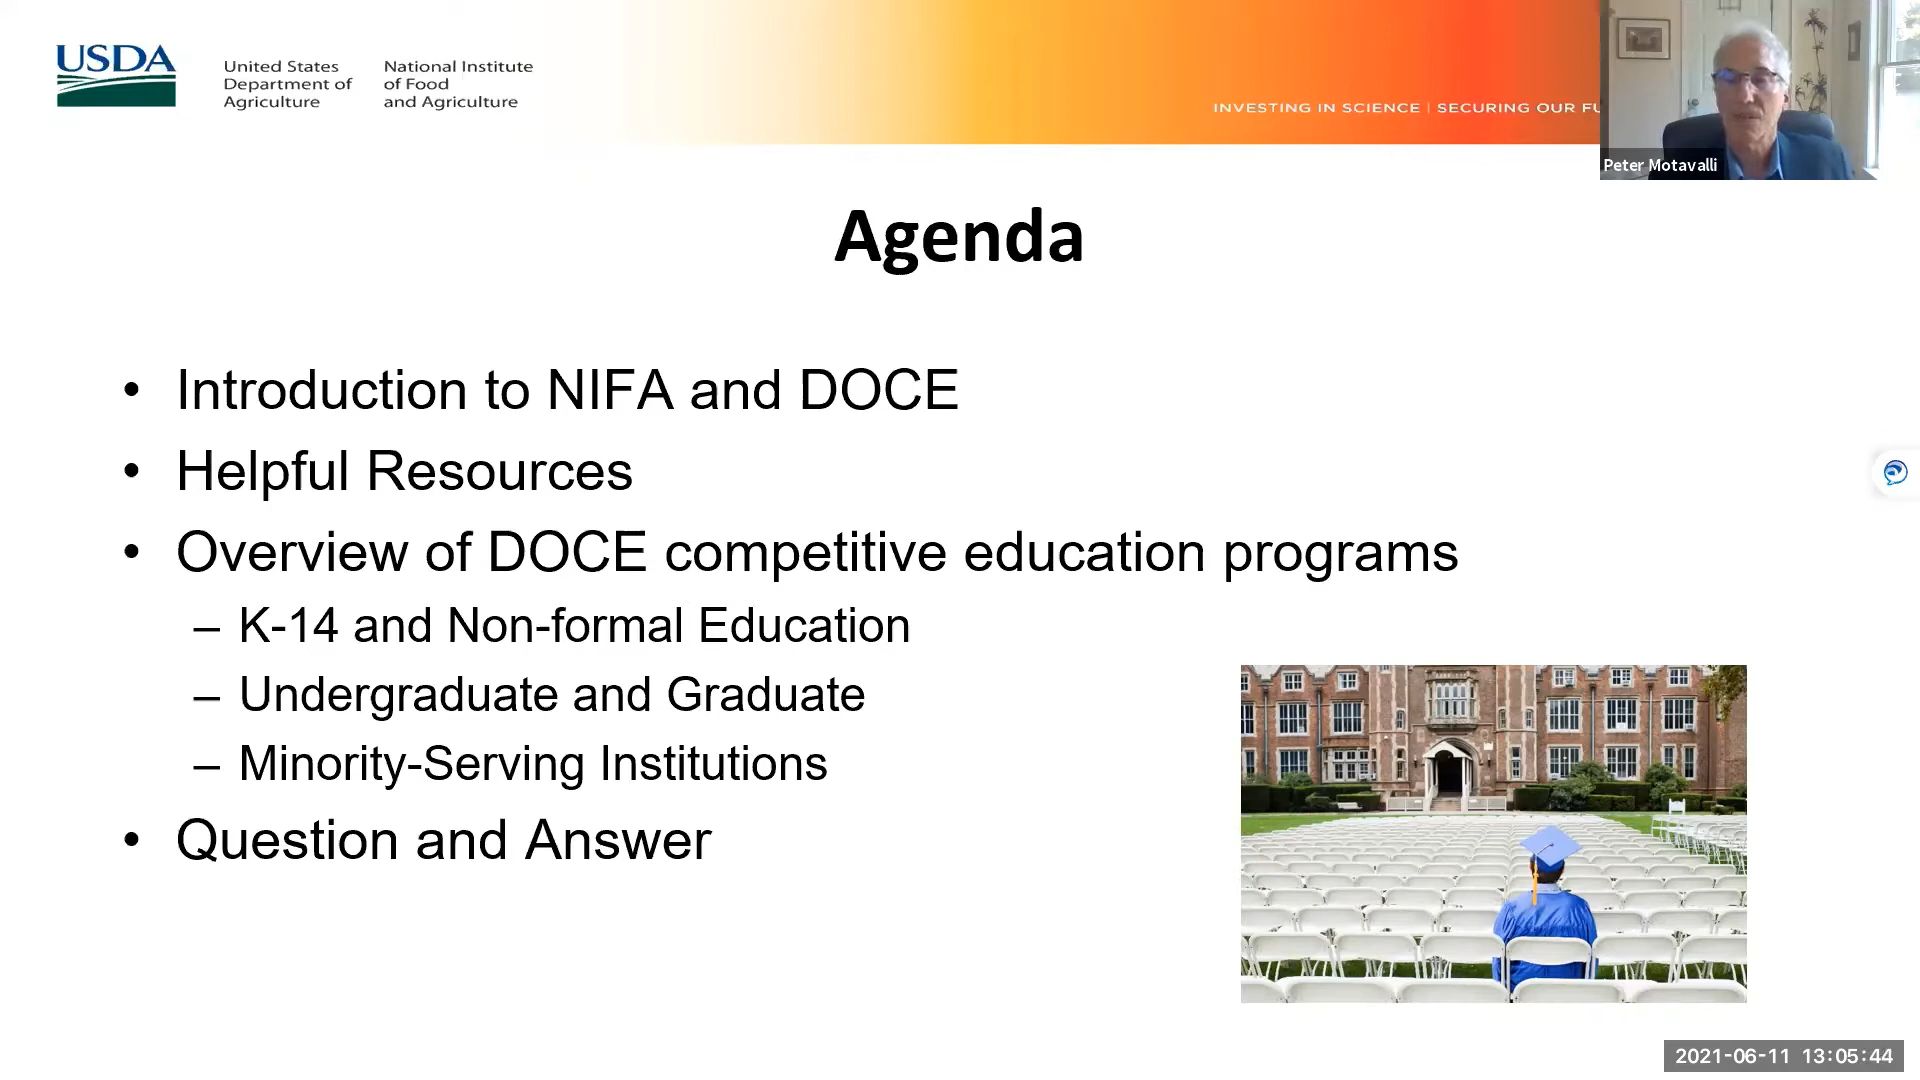 USDA
United States
Department of
Agriculture
National Institute
of Food
and Agriculture
INVESTING IN SCIENCE | SECURING OUR
Peter Motavalli
Agenda
• Introduction to NIFA and DOCE
• Helpful Resources
• Overview of DOCE competitive education programs
– K-14 and Non-formal Education
– Undergraduate and Graduate
– Minority-Serving Institutions
• Question and Answer
2021-06-11 13:05:44